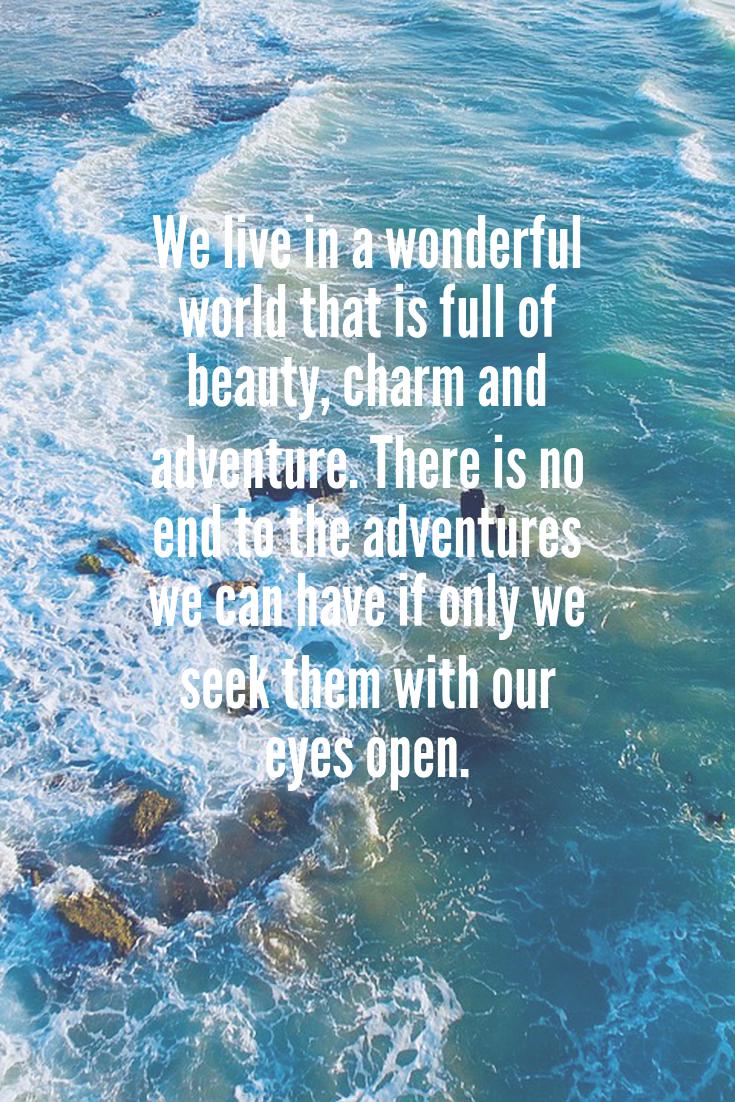 We live in a wonderful
world that is full of
beauty, charm and
adventure. There is no
end to the adventures
we can have if only we
seek them with our
eyes open.